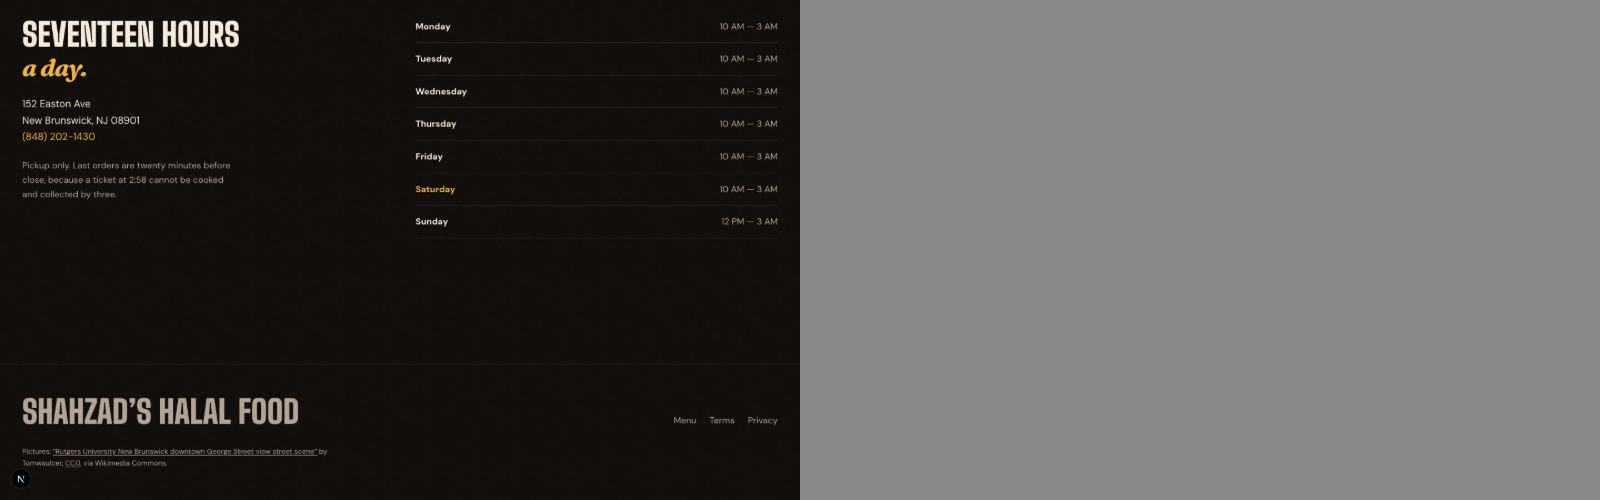 SEVENTEEN HOURS
a day.
152 Easton Ave
New Brunswick, NJ 08901
(848) 202-1430
Pickup only. Last orders are twenty minutes before
close, because a ticket at 2:58 cannot be cooked
and collected by three.
Monday 10 AM — 3 AM
Tuesday 10 AM — 3 AM
Wednesday 10 AM — 3 AM
Thursday 10 AM — 3 AM
Friday 10 AM — 3 AM
Saturday 10 AM — 3 AM
Sunday 12 PM — 3 AM
SHAHZAD’S HALAL FOOD
Menu Terms Privacy
Pictures: “Rutgers University New Brunswick downtown George Street view street scene” by
Tomwsulcer, CC0, via Wikimedia Commons.
N